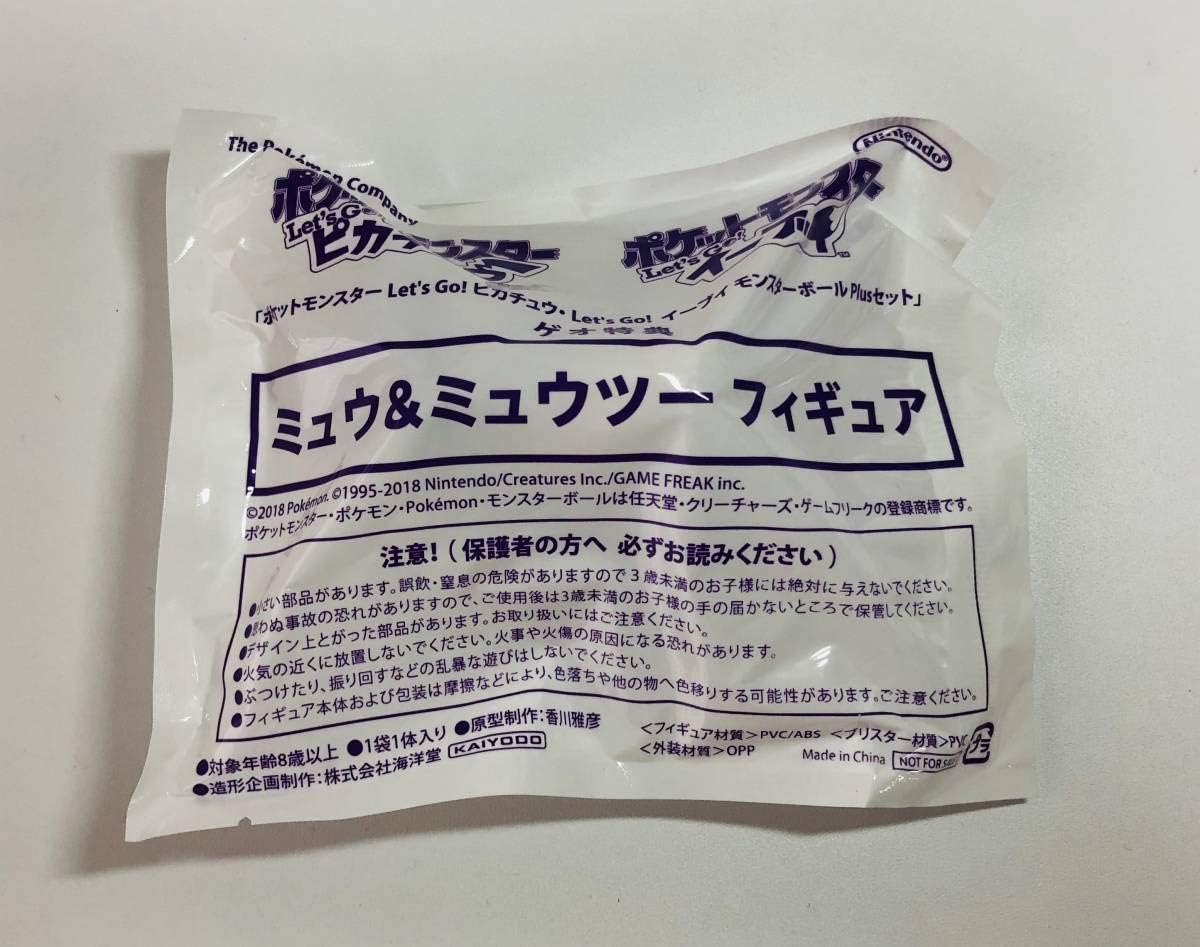 The Pokémon Company
Nintendo®
ポケット
Let's Go!
ピカ
ンスター
ポケットモンスター
Let's Go!
イーブイ
「ポケットモンスター Let's Go! ピカチュウ・Let's Go! イーブイ モンスターボール Plusセット」
ゲオ特典
ミュウ&ミュウツー フィギュア
©2018 Pokémon. ©1995-2018 Nintendo/Creatures Inc./GAME FREAK inc.
ポケットモンスター・ポケモン・Pokémon・モンスターボールは任天堂・クリーチャーズ・ゲームフリークの登録商標です。
注意!(保護者の方へ 必ずお読みください)
●小さい部品があります。誤飲・窒息の危険がありますので3歳未満のお子様には絶対に与えないでください。
●思わぬ事故の恐れがありますので、ご使用後は3歳未満のお子様の手の届かないところで保管してください。
●デザイン上とがった部品があります。お取り扱いにはご注意ください。
●火気の近くに放置しないでください。火事や火傷の原因になる恐れがあります。
●ぶつけたり、振り回すなどの乱暴な遊びはしないでください。
●フィギュア本体および包装は摩擦などにより、色落ちや他の物へ色移りする可能性があります。ご注意ください。
●対象年齢8歳以上 ●1袋1体入り ●原型制作:香川雅彦
●造形企画制作:株式会社海洋堂 KAIYODO
<フィギュア材質>PVC/ABS <ブリスター材質>PVC
<外装材質>OPP
Made in China NOT FOR SALE
プラ